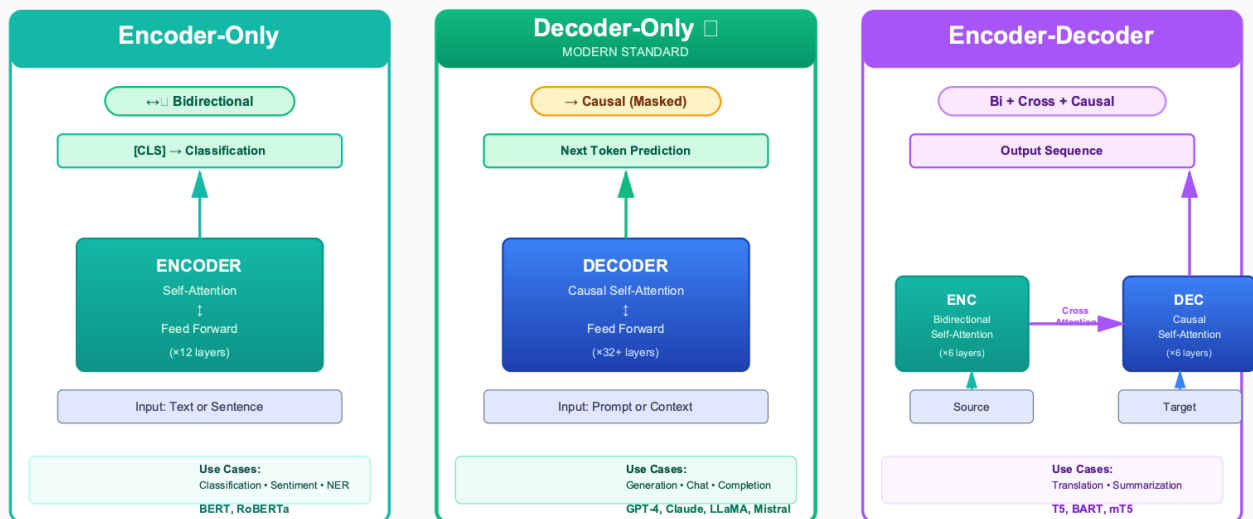 Encoder-Only
↔ Bidirectional
[CLS] → Classification
ENCODER
Self-Attention
↕
Feed Forward
(×12 layers)
Input: Text or Sentence
Use Cases:
Classification • Sentiment • NER
BERT, RoBERTa
Decoder-Only
MODERN STANDARD
→ Causal (Masked)
Next Token Prediction
DECODER
Causal Self-Attention
↕
Feed Forward
(×32+ layers)
Input: Prompt or Context
Use Cases:
Generation • Chat • Completion
GPT-4, Claude, LLaMA, Mistral
Encoder-Decoder
Bi + Cross + Causal
Output Sequence
ENC
Bidirectional
Self-Attention
(×6 layers)
Cross
Attention
DEC
Causal
Self-Attention
(×6 layers)
Source
Target
Use Cases:
Translation • Summarization
T5, BART, mT5